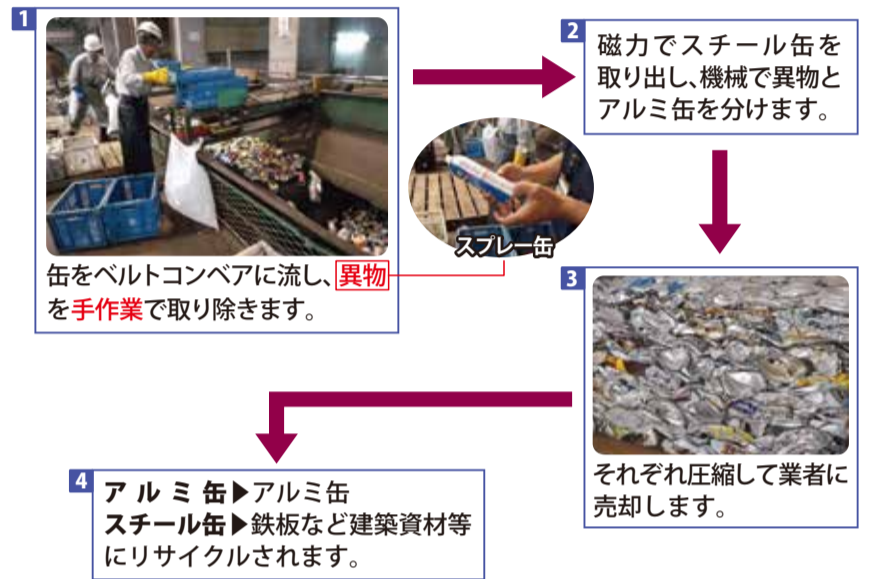 1
缶をベルトコンベアに流し、異物
を手作業で取り除きます。
スプレー缶
2
磁力でスチール缶を
取り出し、機械で異物と
アルミ缶を分けます。
3
それぞれ圧縮して業者に
売却します。
4
アルミ缶▶アルミ缶
スチール缶▶鉄板など建築資材等
にリサイクルされます。